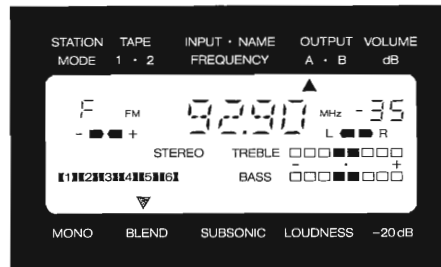 STATION TAPE INPUT · NAME OUTPUT VOLUME
MODE 1 · 2 FREQUENCY A · B dB
F FM 92.90 MHz -35
- + L R
STEREO TREBLE
- · +
[1][2][3][4][5][6] BASS
MONO BLEND SUBSONIC LOUDNESS -20dB